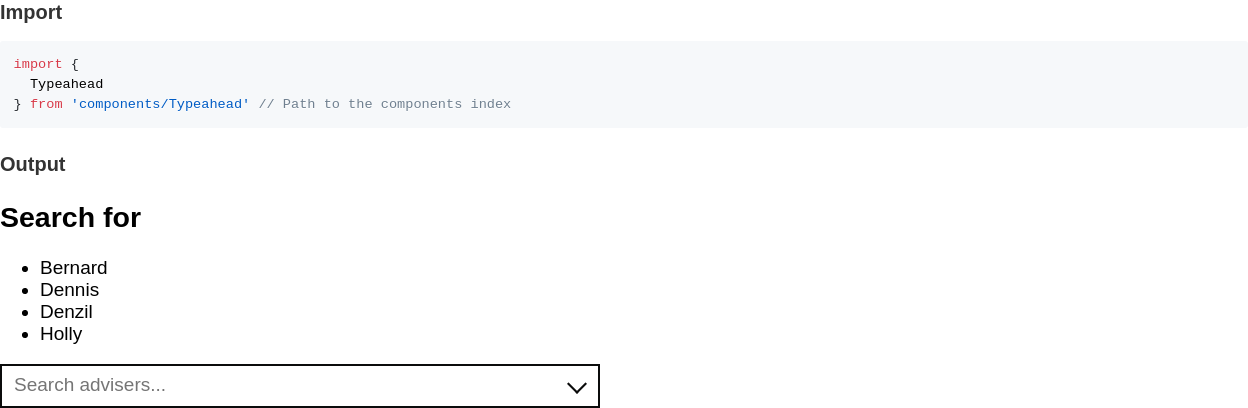 Import
import {
  Typeahead
} from 'components/Typeahead' // Path to the components index
Output
Search for
Bernard
Dennis
Denzil
Holly
Search advisers...